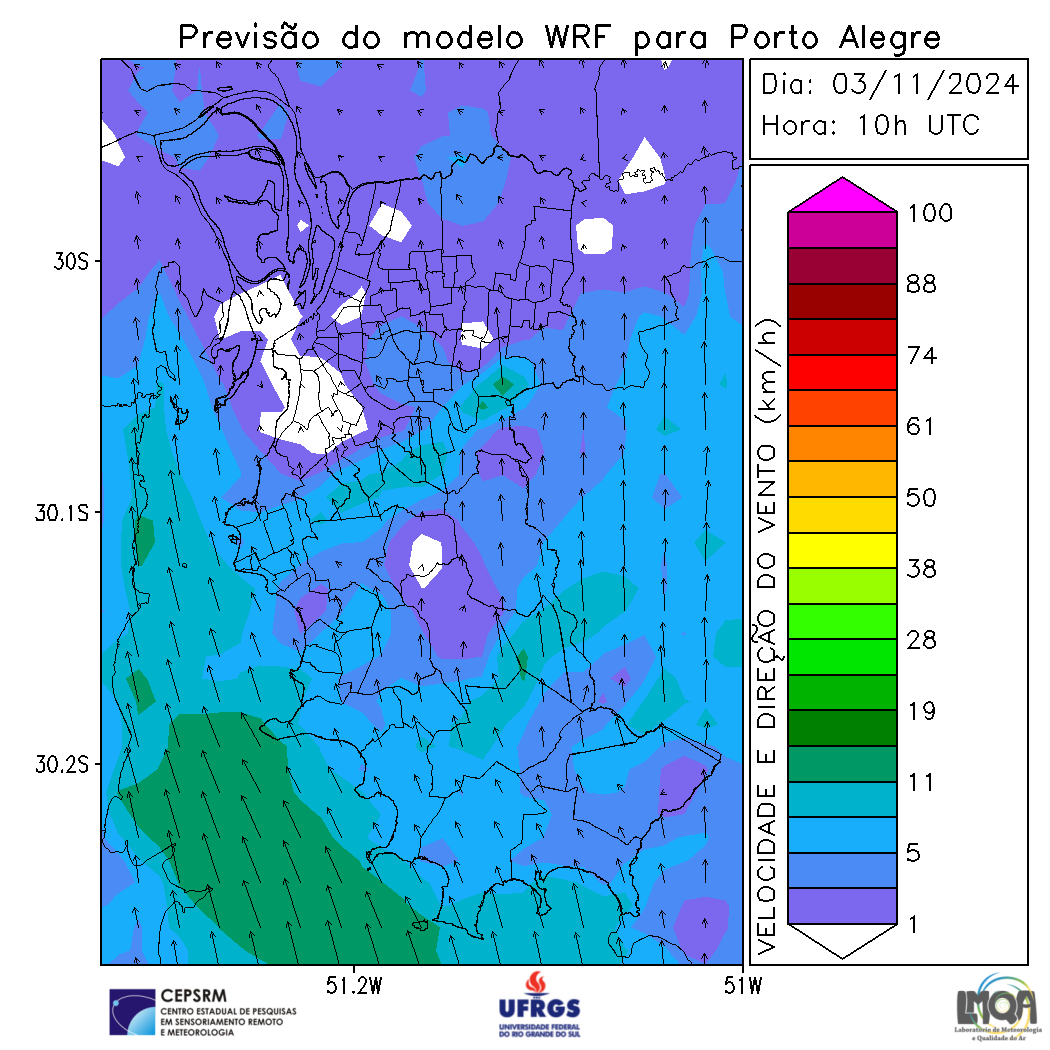 Previsão do modelo WRF para Porto Alegre
Dia: 03/11/2024
Hora: 10h UTC
30S
30.1S
30.2S
51.2W
51W
VELOCIDADE E DIREÇÃO DO VENTO (km/h)
100
88
74
61
50
38
28
19
11
5
1
CEPSRM
CENTRO ESTADUAL DE PESQUISAS
EM SENSORIAMENTO REMOTO
E METEOROLOGIA
UFRGS
UNIVERSIDADE FEDERAL
DO RIO GRANDE DO SUL
LMQA
Laboratório de Meteorologia
e Qualidade do Ar